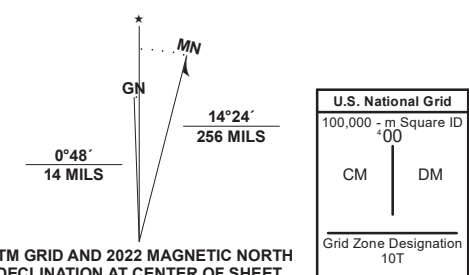 ★
MN
GN
14°24´
256 MILS
0°48´
14 MILS
TM GRID AND 2022 MAGNETIC NORTH
DECLINATION AT CENTER OF SHEET
U.S. National Grid
100,000 - m Square ID
⁴00
CM DM
Grid Zone Designation
10T